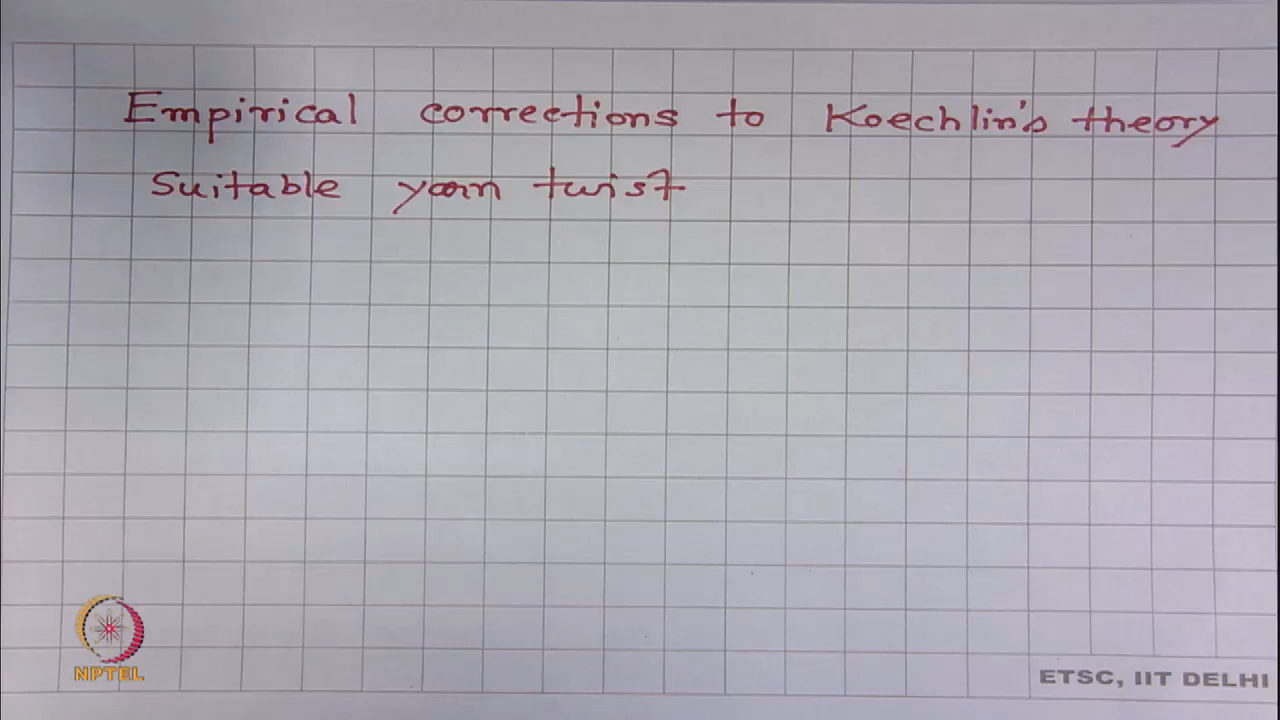 Empirical corrections to Koechlin's theory
Suitable yarn twist
NPTEL
ETSC, IIT DELHI